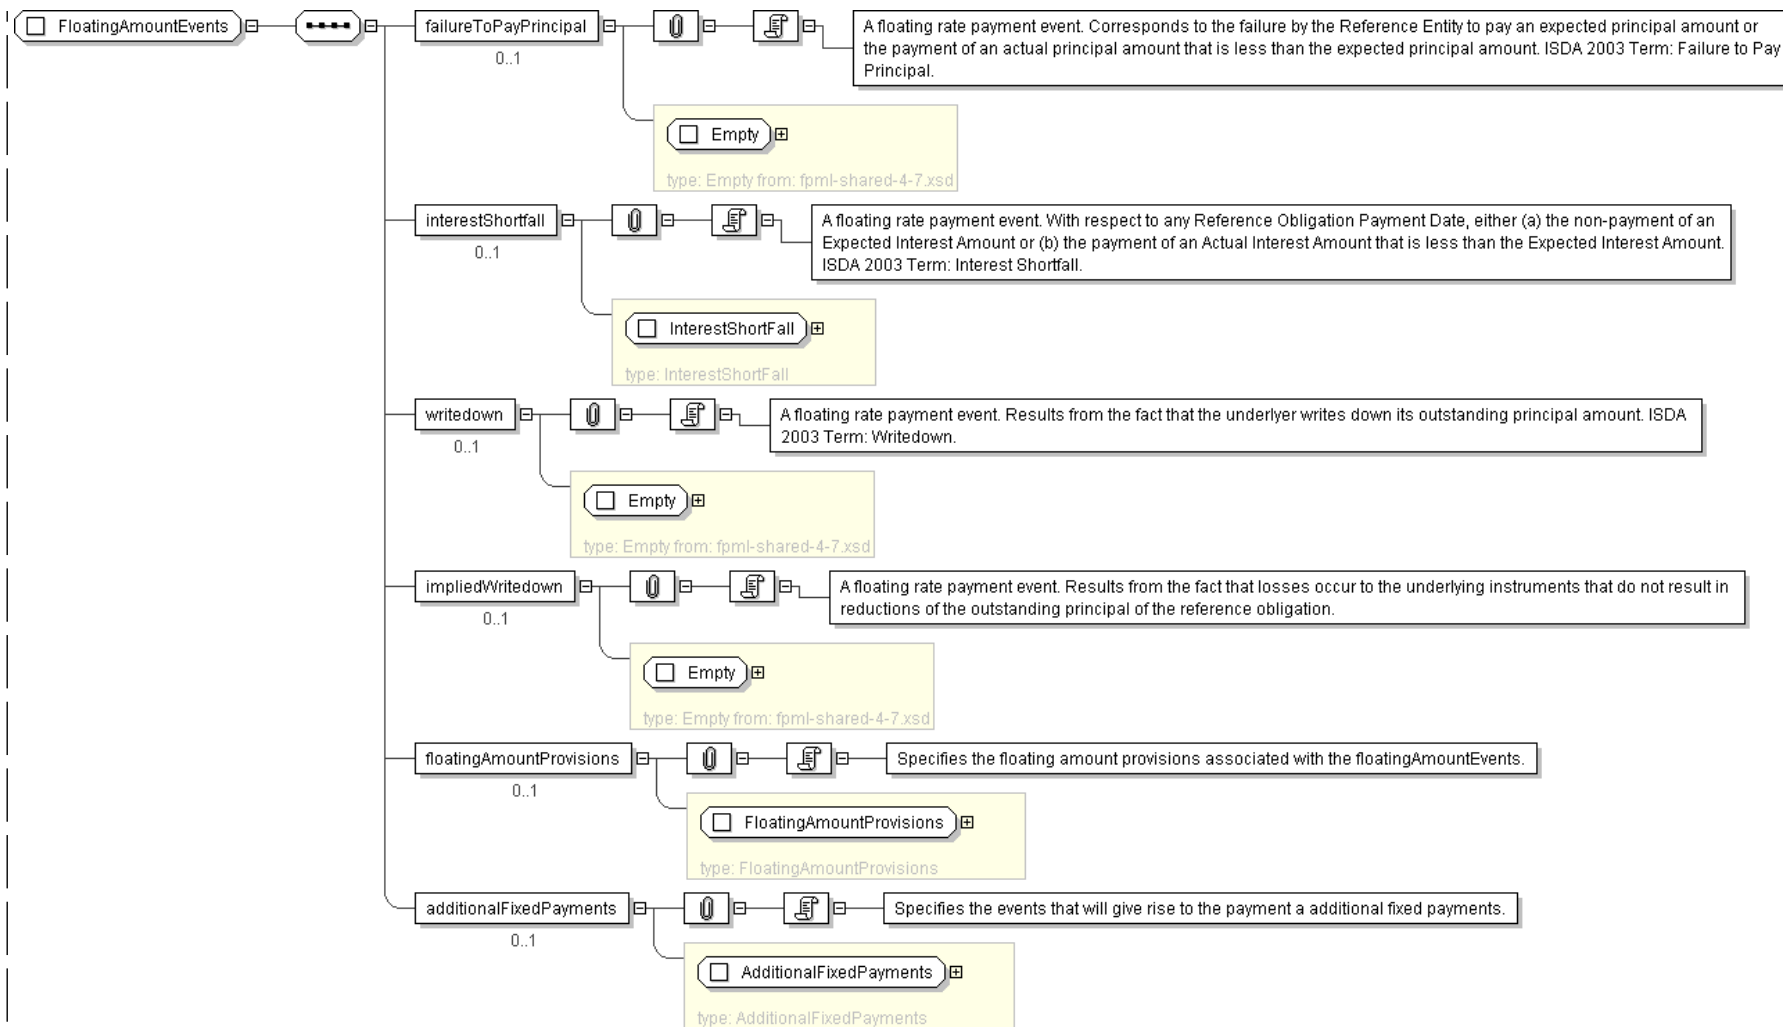 FloatingAmountEvents
failureToPayPrincipal
0..1
A floating rate payment event. Corresponds to the failure by the Reference Entity to pay an expected principal amount or
the payment of an actual principal amount that is less than the expected principal amount. ISDA 2003 Term: Failure to Pay
Principal.
Empty
type: Empty from: fpml-shared-4-7.xsd
interestShortfall
0..1
A floating rate payment event. With respect to any Reference Obligation Payment Date, either (a) the non-payment of an
Expected Interest Amount or (b) the payment of an Actual Interest Amount that is less than the Expected Interest Amount.
ISDA 2003 Term: Interest Shortfall.
InterestShortFall
type: InterestShortFall
writedown
0..1
A floating rate payment event. Results from the fact that the underlyer writes down its outstanding principal amount. ISDA
2003 Term: Writedown.
Empty
type: Empty from: fpml-shared-4-7.xsd
impliedWritedown
0..1
A floating rate payment event. Results from the fact that losses occur to the underlying instruments that do not result in
reductions of the outstanding principal of the reference obligation.
Empty
type: Empty from: fpml-shared-4-7.xsd
floatingAmountProvisions
0..1
Specifies the floating amount provisions associated with the floatingAmountEvents.
FloatingAmountProvisions
type: FloatingAmountProvisions
additionalFixedPayments
0..1
Specifies the events that will give rise to the payment a additional fixed payments.
AdditionalFixedPayments
type: AdditionalFixedPayments